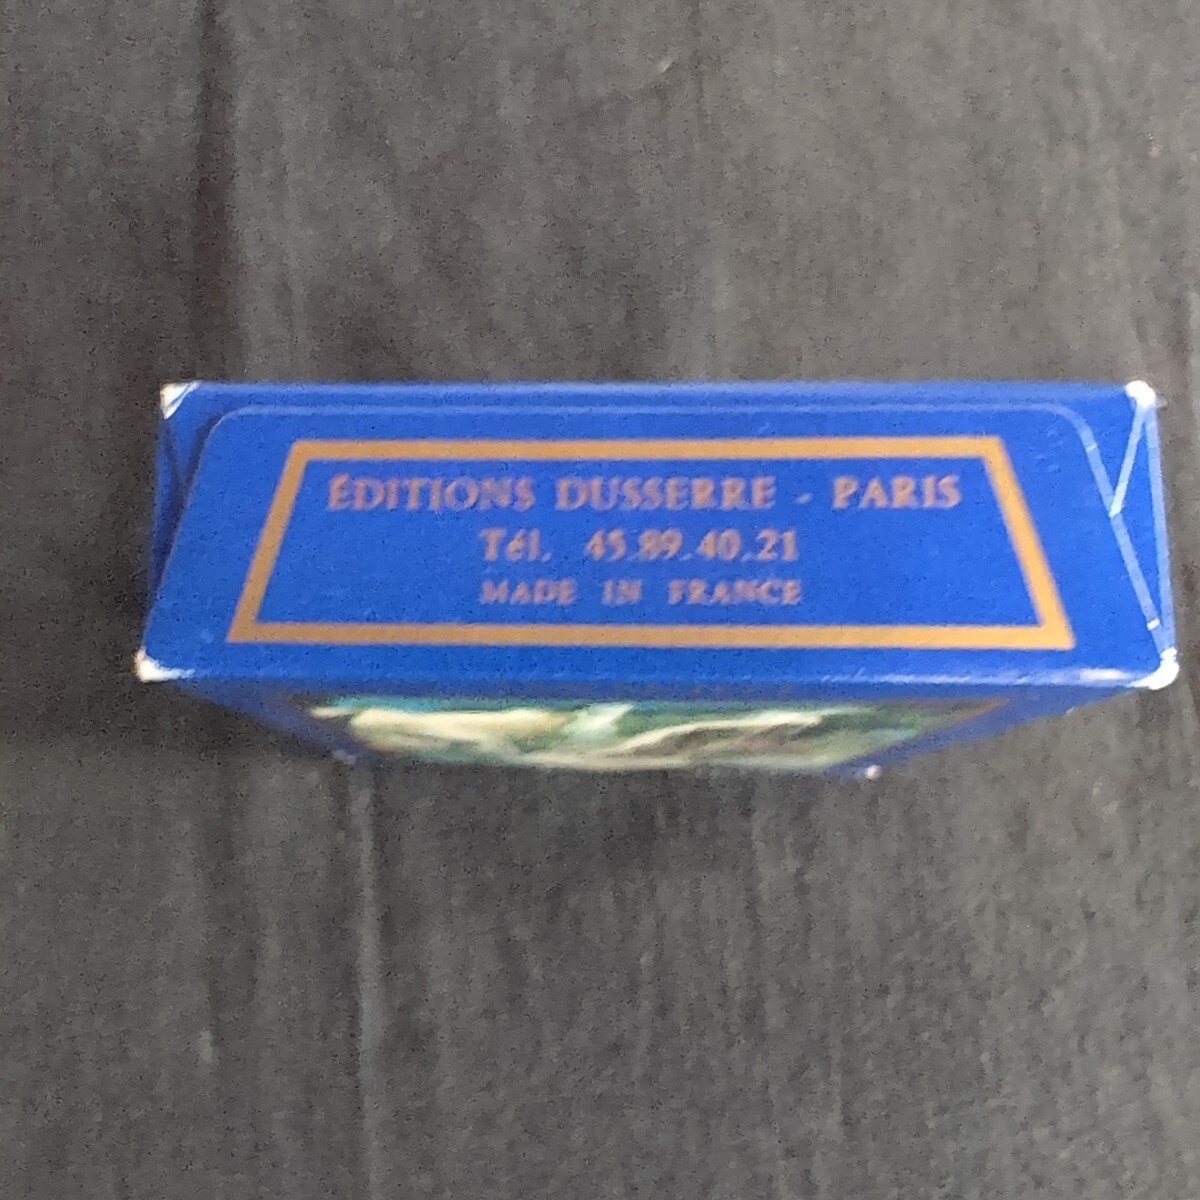 ÉDITIONS DUSSERRE - PARIS
Tél. 45.89.40.21
MADE IN FRANCE